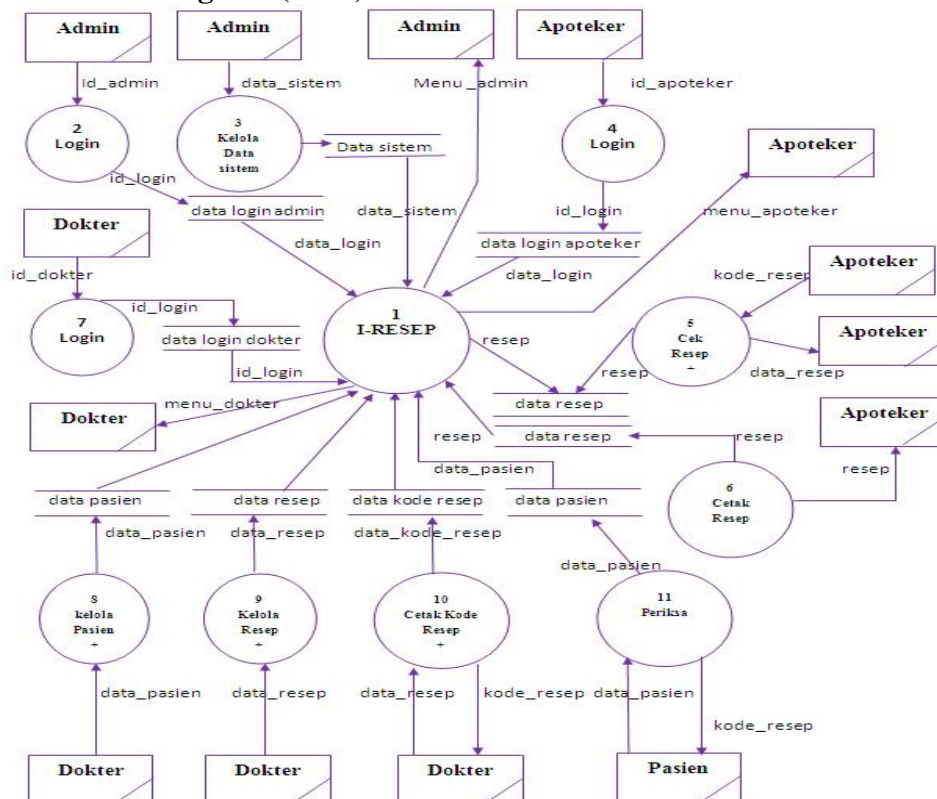 Admin
Admin
Admin
Apoteker
Id_admin
data_sistem
Menu_admin
id_apoteker
2
Login
3
Kelola
Data
sistem
Data sistem
4
Login
Apoteker
id_login
data login admin
data_sistem
id_login
menu_apoteker
Dokter
data_login
data login apoteker
data_login
id_dokter
kode_resep
Apoteker
7
Login
id_login
data login dokter
id_login
1
I-RESEP
resep
5
Cek
Resep
+
Apoteker
data_resep
resep
Dokter
menu_dokter
data resep
Apoteker
resep
data resep
resep
resep
data_pasien
data pasien
data resep
data kode resep
data pasien
6
Cetak
Resep
data_pasien
data_resep
data_kode_resep
data_pasien
8
kelola
Pasien
+
9
Kelola
Resep
+
10
Cetak Kode
Resep
+
11
Periksa
data_pasien
data_resep
data_resep
kode_resep
data_pasien
kode_resep
Dokter
Dokter
Dokter
Pasien